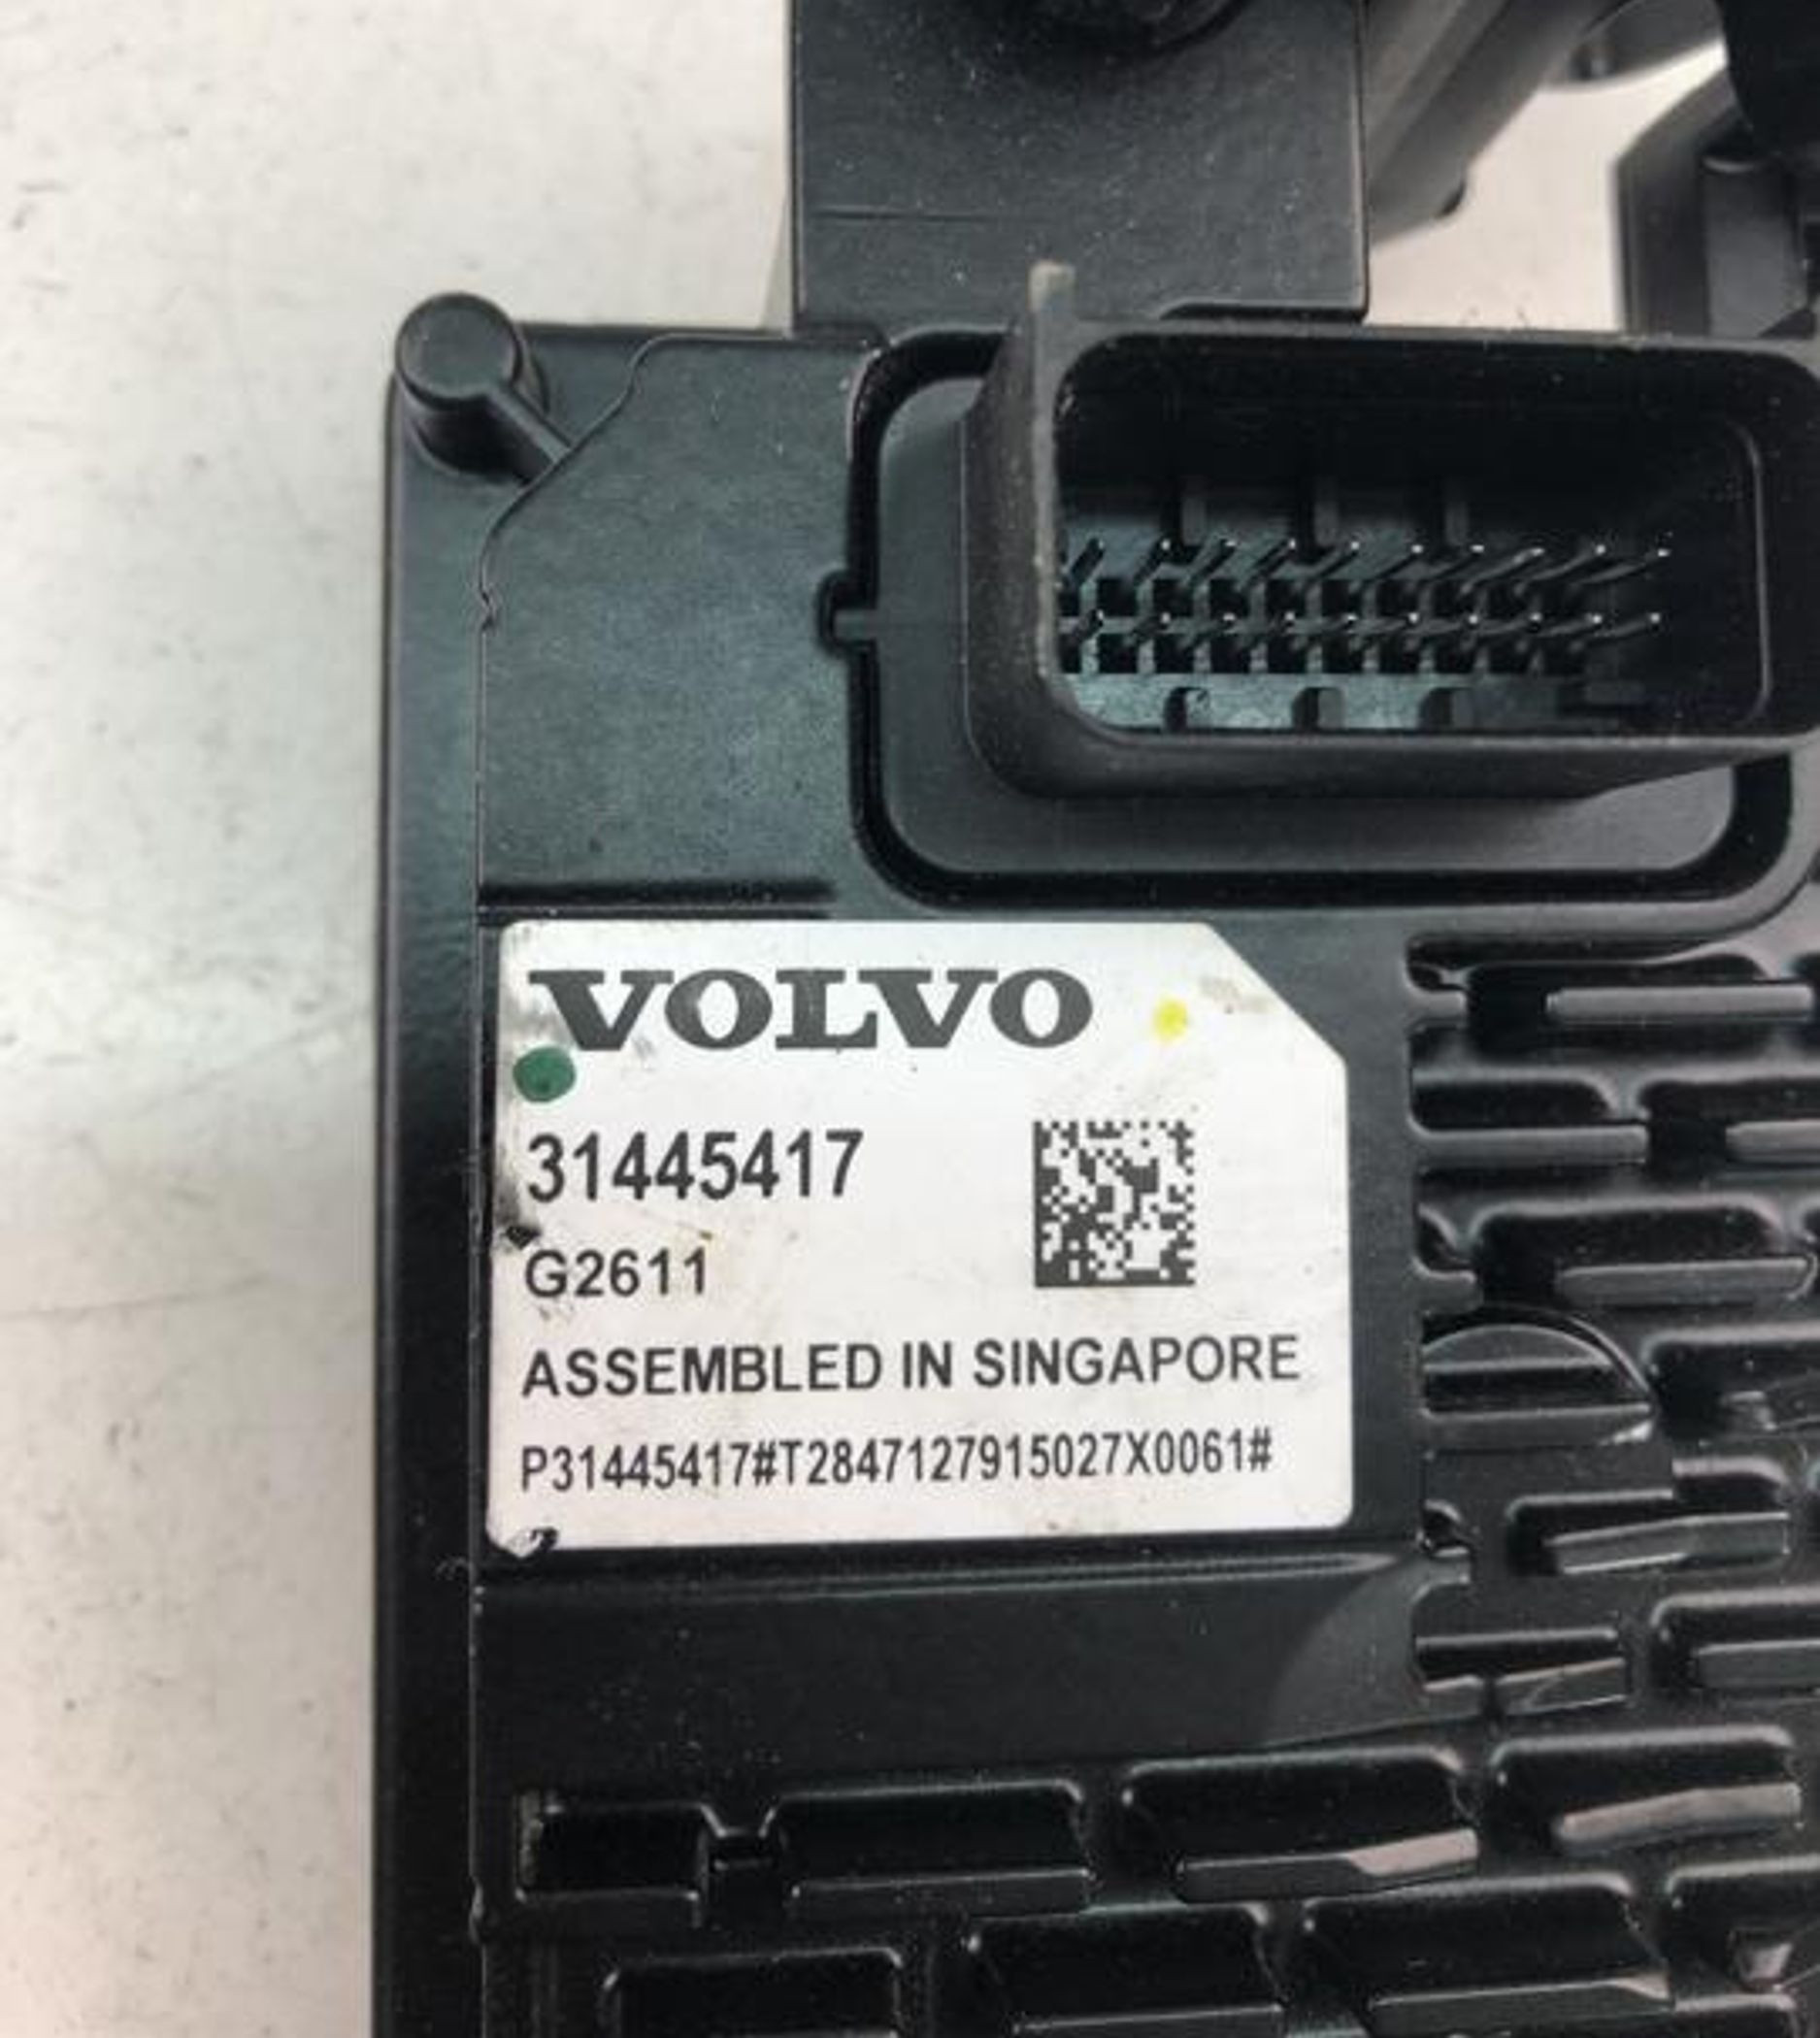 VOLVO
31445417
G2611
ASSEMBLED IN SINGAPORE
P31445417#T2847127915027X0061#